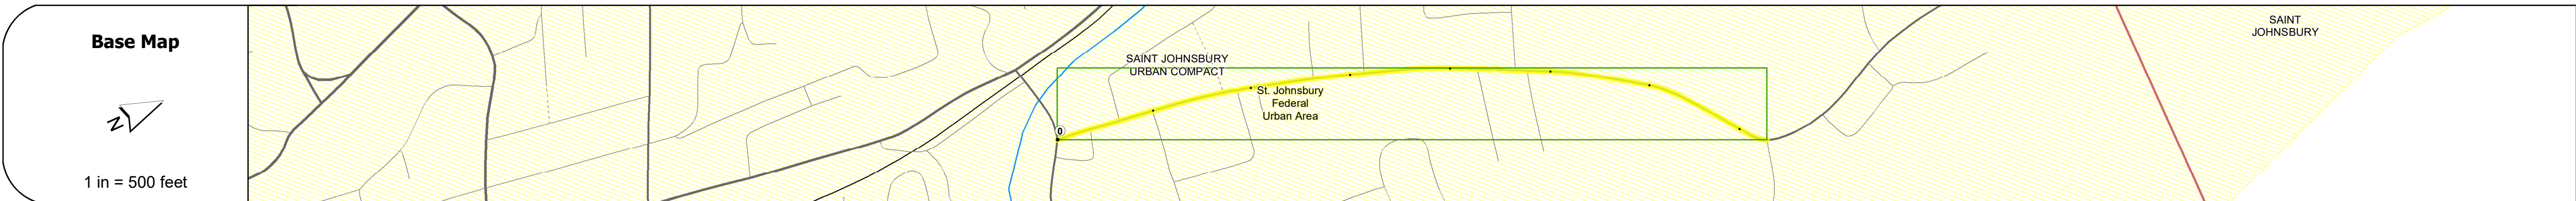 Base Map
N
1 in = 500 feet
SAINT JOHNSBURY
URBAN COMPACT
St. Johnsbury
Federal
Urban Area
0
SAINT
JOHNSBURY